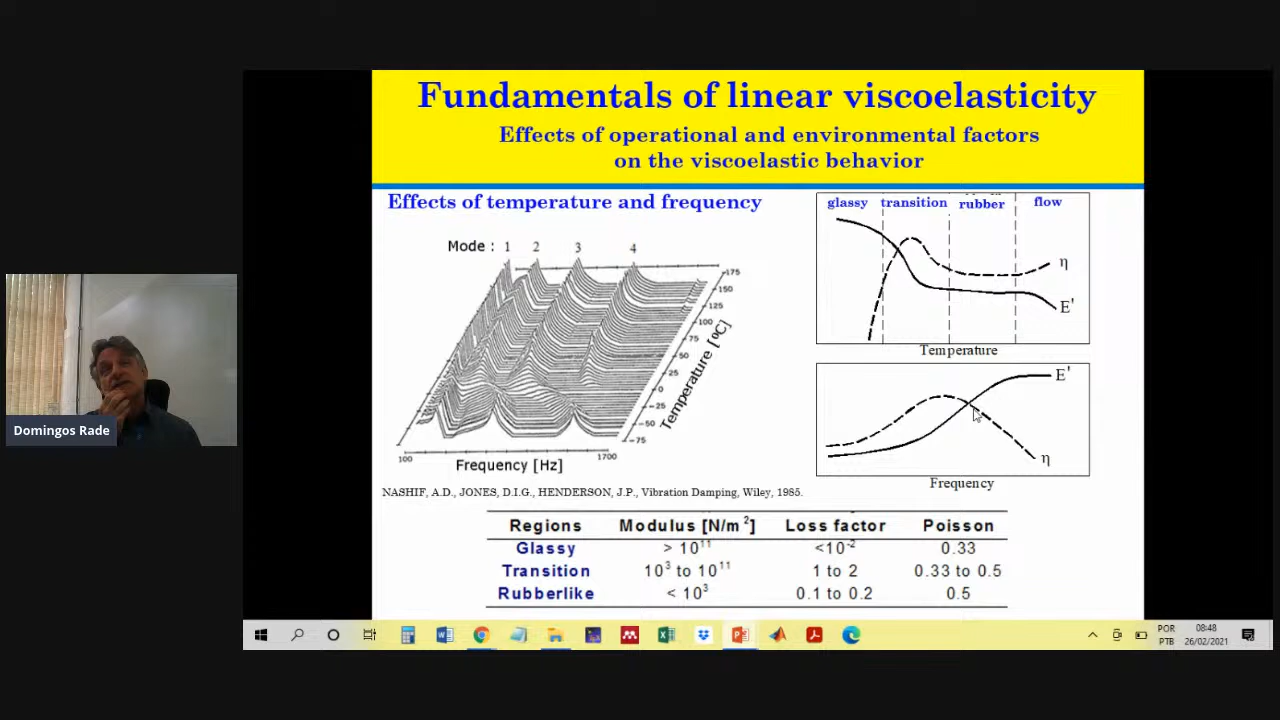 Fundamentals of linear viscoelasticity
Effects of operational and environmental factors
on the viscoelastic behavior
Effects of temperature and frequency
Mode : 1 2 3 4
175
150
125
100
75
50
25
0
-25
-50
-75
Temperature [ºC]
100
1700
Frequency [Hz]
NASHIF, A.D., JONES, D.I.G., HENDERSON, J.P., Vibration Damping, Wiley, 1985.
glassy transition rubber flow
η
E'
Temperature
E'
η
Frequency
Regions Modulus [N/m²] Loss factor Poisson
Glassy > 10¹¹ <10⁻² 0.33
Transition 10³ to 10¹¹ 1 to 2 0.33 to 0.5
Rubberlike < 10³ 0.1 to 0.2 0.5
Domingos Rade
POR
PTB
08:48
26/02/2021